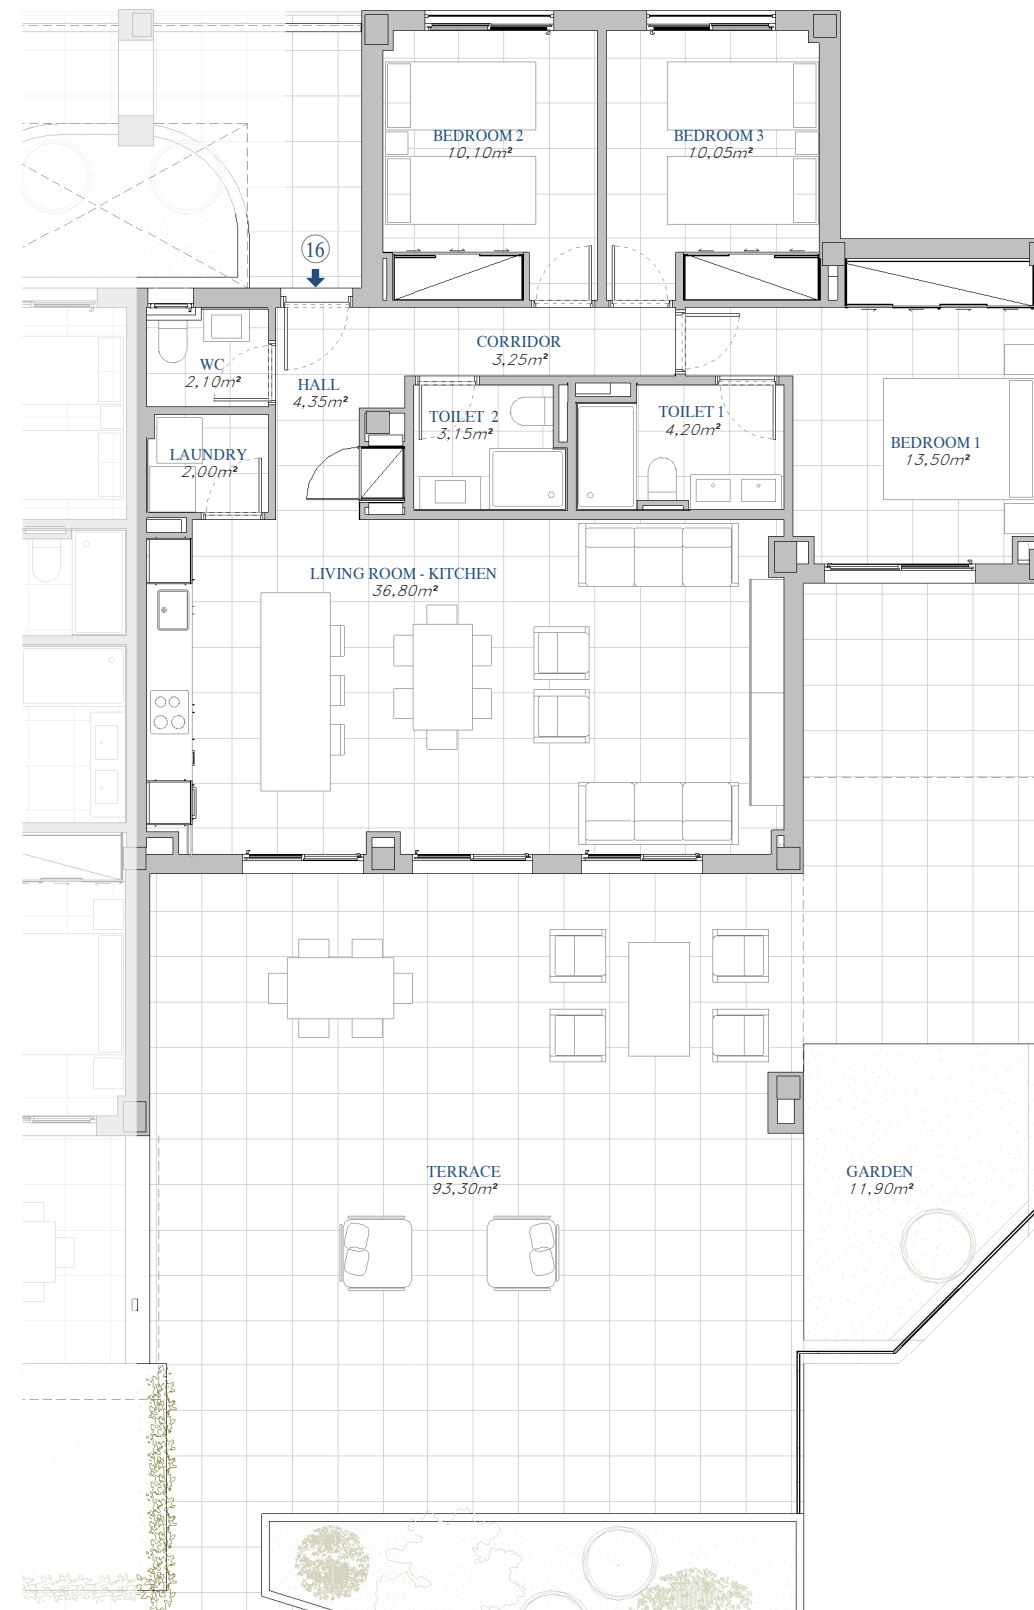 BEDROOM 2
10,10m²
BEDROOM 3
10,05m²
16
CORRIDOR
3,25m²
WC
2,10m²
HALL
4,35m²
TOILET 2
3,15m²
TOILET 1
4,20m²
BEDROOM 1
13,50m²
LAUNDRY
2,00m²
LIVING ROOM - KITCHEN
36,80m²
TERRACE
93,30m²
GARDEN
11,90m²